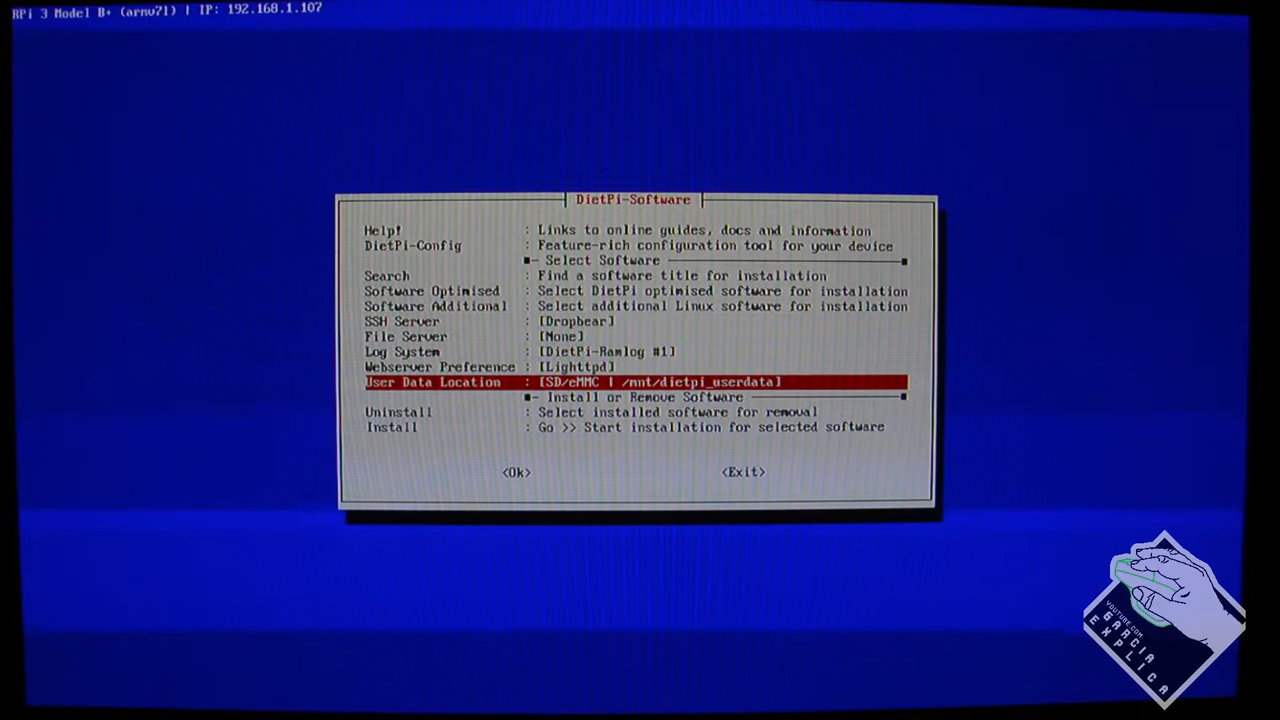 RPi 3 Model B+ (armv7l) | IP: 192.168.1.107
DietPi-Software
Help! : Links to online guides, docs and information
DietPi-Config : Feature-rich configuration tool for your device
Select Software
Search : Find a software title for installation
Software Optimised : Select DietPi optimised software for installation
Software Additional : Select additional Linux software for installation
SSH Server : [Dropbear]
File Server : [None]
Log System : [DietPi-Ramlog #1]
Webserver Preference : [Lighttpd]
User Data Location : [SD/eMMC | /mnt/dietpi_userdata]
Install or Remove Software
Uninstall : Select installed software for removal
Install : Go >> Start installation for selected software
<Ok> <Exit>
YOUTUBE.COM
GARCIA
EXPLICA